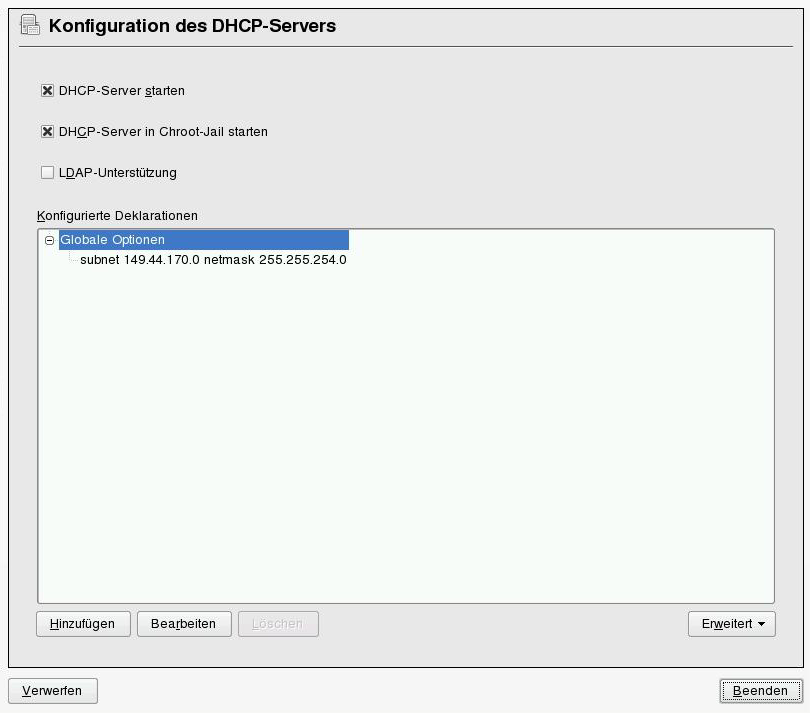 Konfiguration des DHCP-Servers
DHCP-Server starten
DHCP-Server in Chroot-Jail starten
LDAP-Unterstützung
Konfigurierte Deklarationen
Globale Optionen
subnet 149.44.170.0 netmask 255.255.254.0
Hinzufügen Bearbeiten Löschen Erweitert
Verwerfen Beenden